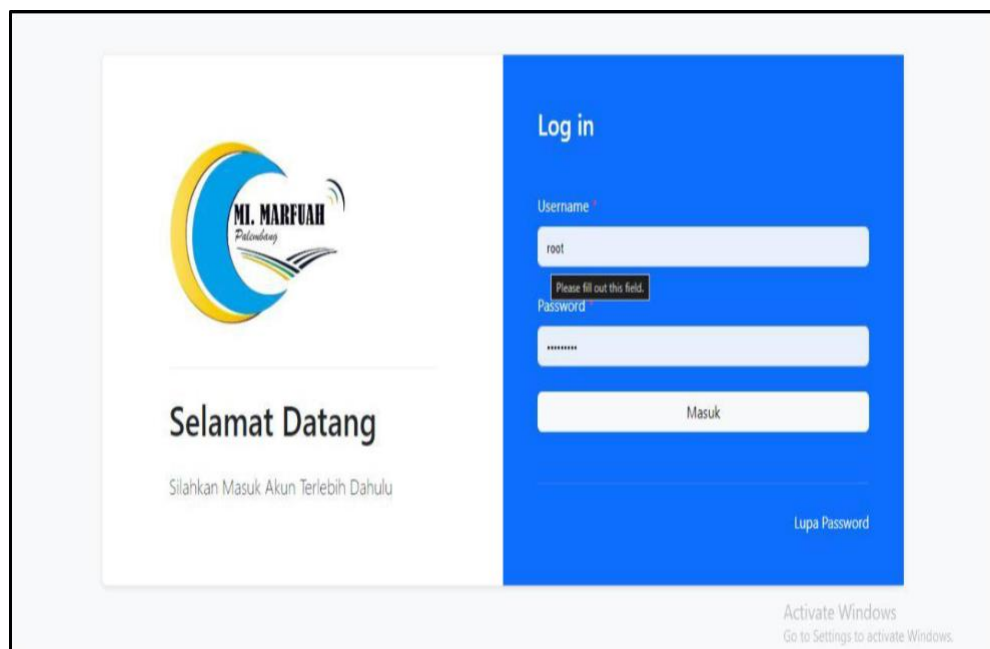 MI. MARFUAH
Palembang
Selamat Datang
Silahkan Masuk Akun Terlebih Dahulu
Log in
Username *
root
Please fill out this field.
Password *
•••••••••
Masuk
Lupa Password
Activate Windows
Go to Settings to activate Windows.